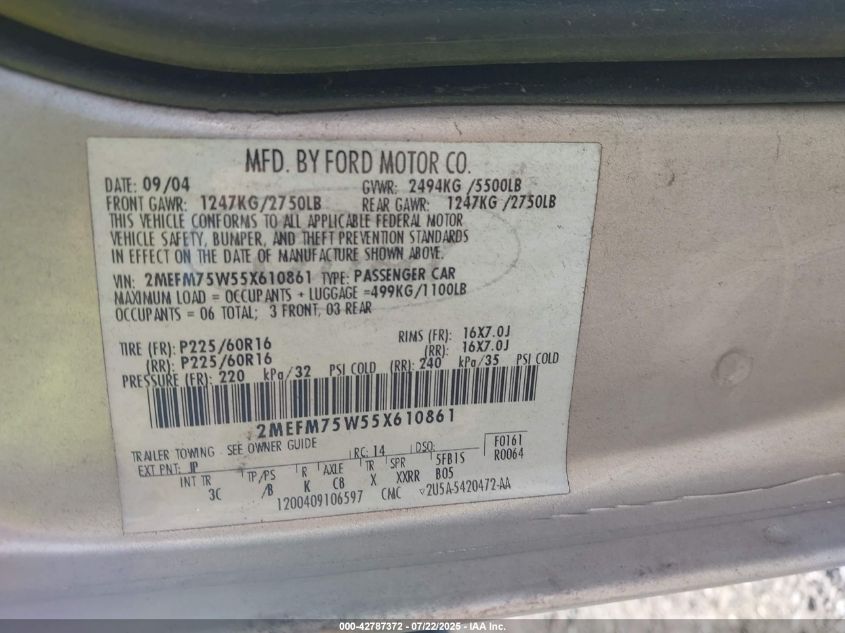 MFD. BY FORD MOTOR CO.
DATE: 09/04 GVWR: 2494KG /5500LB
FRONT GAWR: 1247KG/2750LB REAR GAWR: 1247KG /2750LB
THIS VEHICLE CONFORMS TO ALL APPLICABLE FEDERAL MOTOR
VEHICLE SAFETY, BUMPER, AND THEFT PREVENTION STANDARDS
IN EFFECT ON THE DATE OF MANUFACTURE SHOWN ABOVE.
VIN: 2MEFM75W55X610861 TYPE: PASSENGER CAR
MAXIMUM LOAD = OCCUPANTS + LUGGAGE =499KG/1100LB
OCCUPANTS = 06 TOTAL; 3 FRONT, 03 REAR
TIRE (FR): P225/60R16 RIMS (FR): 16X7.0J
(RR): P225/60R16 (RR): 16X7.0J
PRESSURE (FR): 220 kPa/32 PSI COLD (RR): 240 kPa/35 PSI COLD
2MEFM75W55X610861
TRAILER TOWING - SEE OWNER GUIDE RC: 14 DSO: F0161
EXT PNT: JP 5FB15 R0064
INT TR TP/PS R AXLE TR SPR B05
3C /B K C8 X XXRR
1200409106597 CMC ▽2U5A-5420472-AA
000-42787372 - 07/22/2025 - IAA Inc.